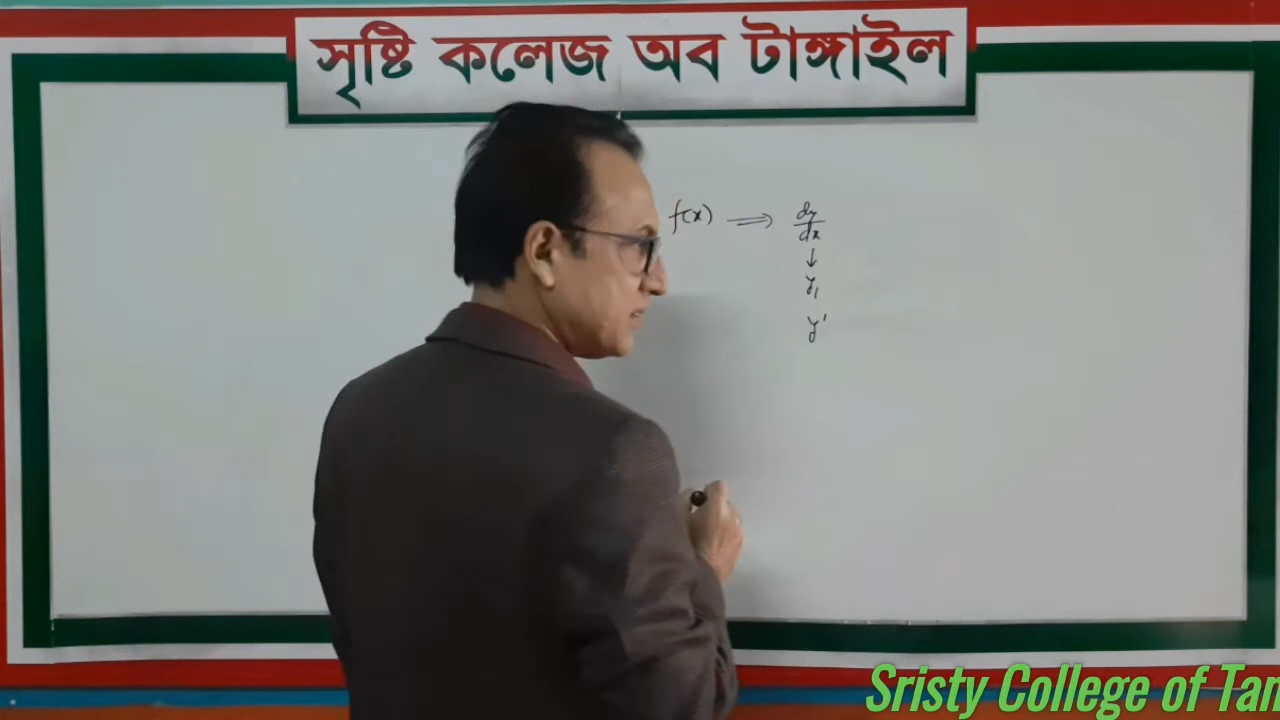 সৃষ্টি কলেজ অব টাঙ্গাইল
f(x) ⟹ dy/dx
↓
y₁
y'
Sristy College of Tan